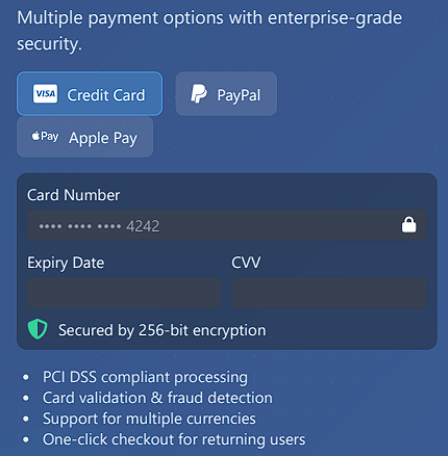 Multiple payment options with enterprise-grade
security.
VISA Credit Card
PayPal
Pay Apple Pay
Card Number
•••• •••• •••• 4242
Expiry Date
CVV
Secured by 256-bit encryption
• PCI DSS compliant processing
• Card validation & fraud detection
• Support for multiple currencies
• One-click checkout for returning users